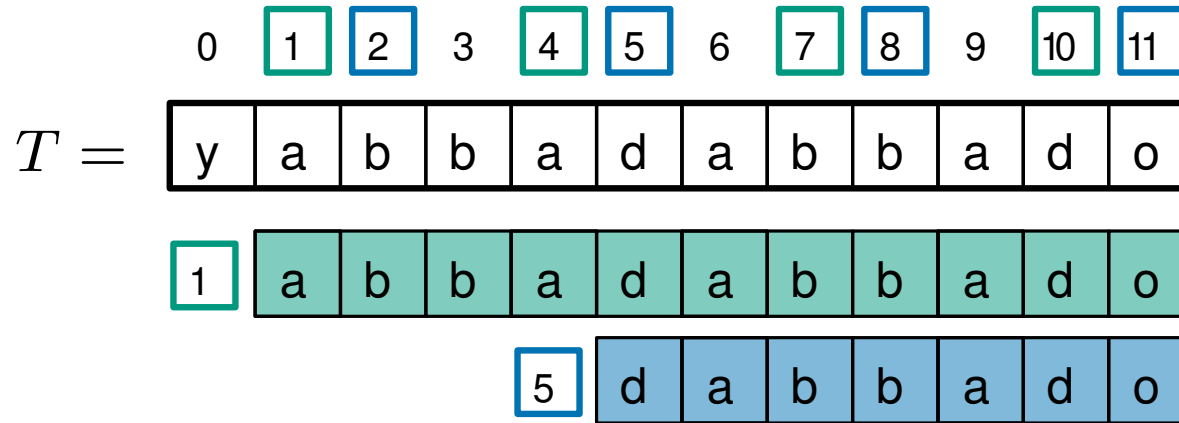 0 1 2 3 4 5 6 7 8 9 10 11
T = y a b b a d a b b a d o
1 a b b a d a b b a d o
5 d a b b a d o